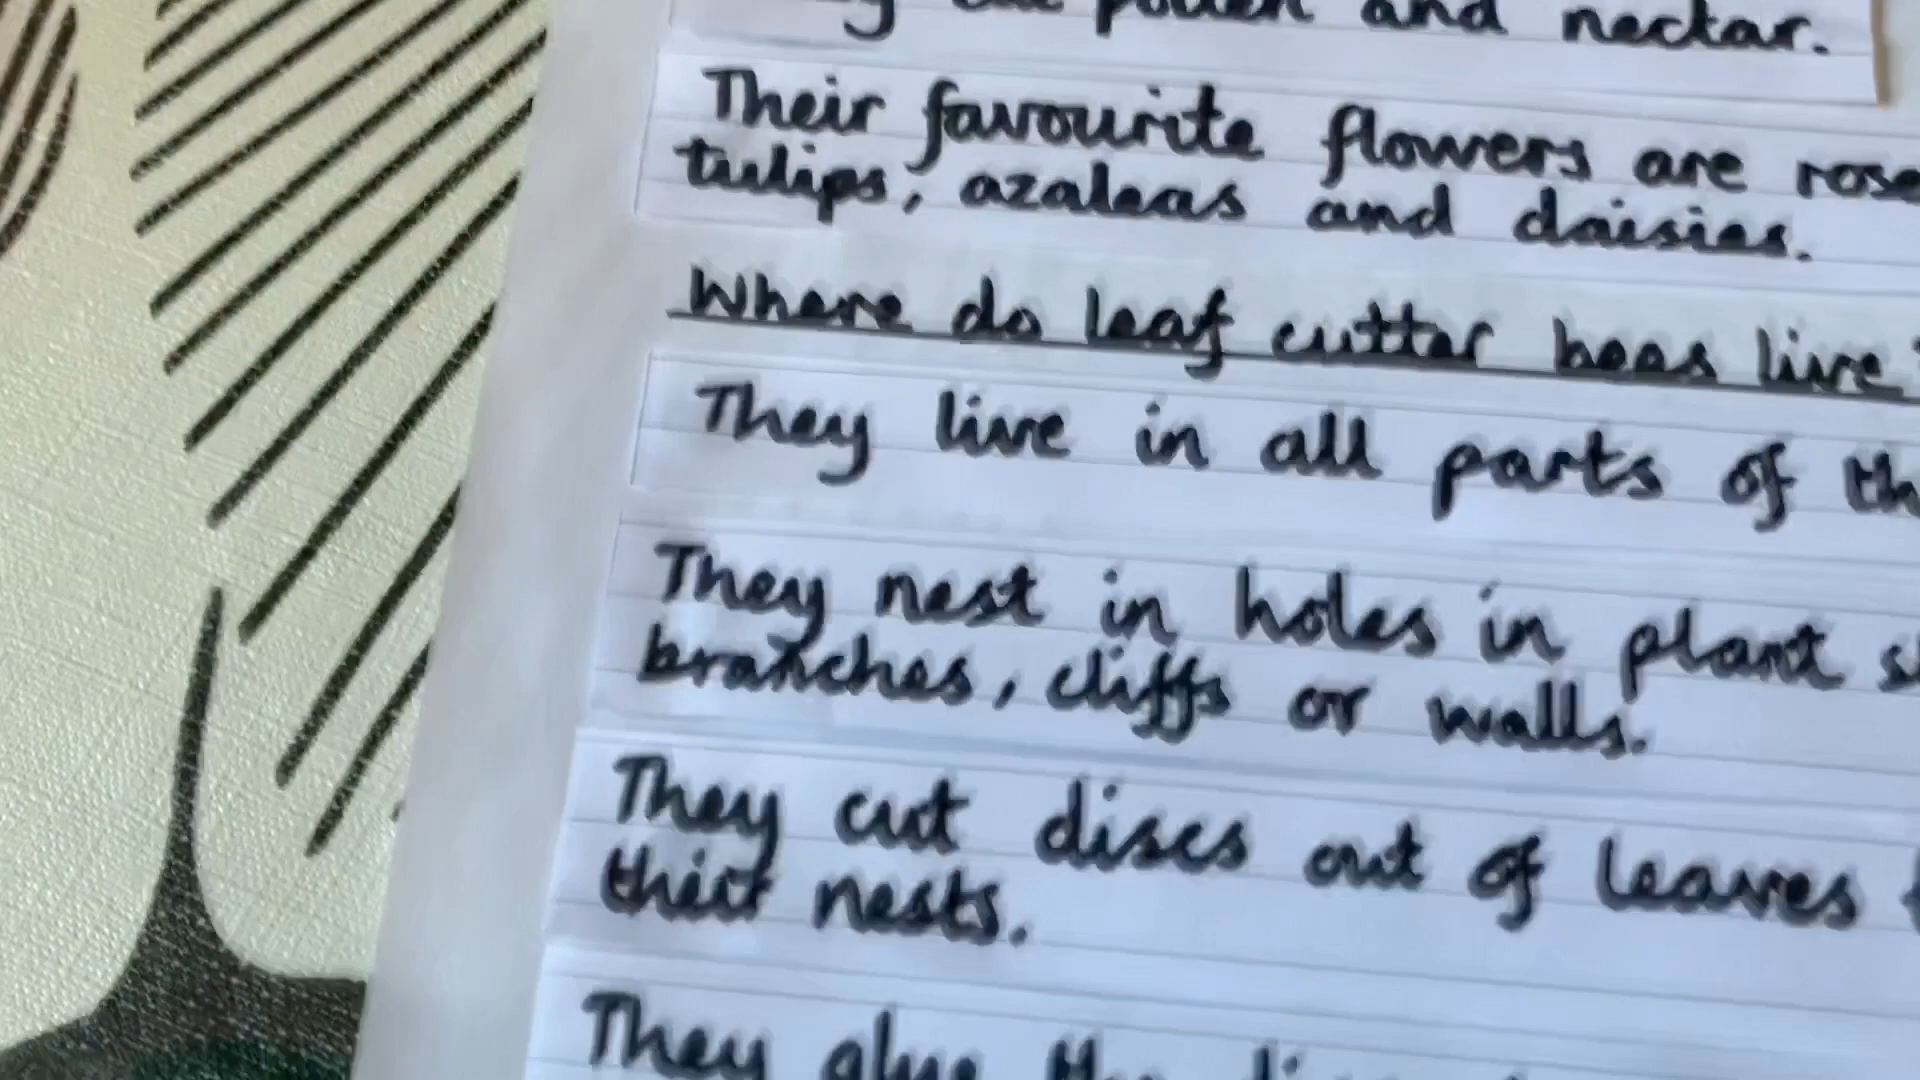 pollen and nectar.
Their favourite flowers are
tulips, azaleas and daisies.
Where do leaf cutter bees live
They live in all parts of
They nest in holes in plant
branches, cliffs or walls.
They cut discs out of leaves
their nests.
They glue the